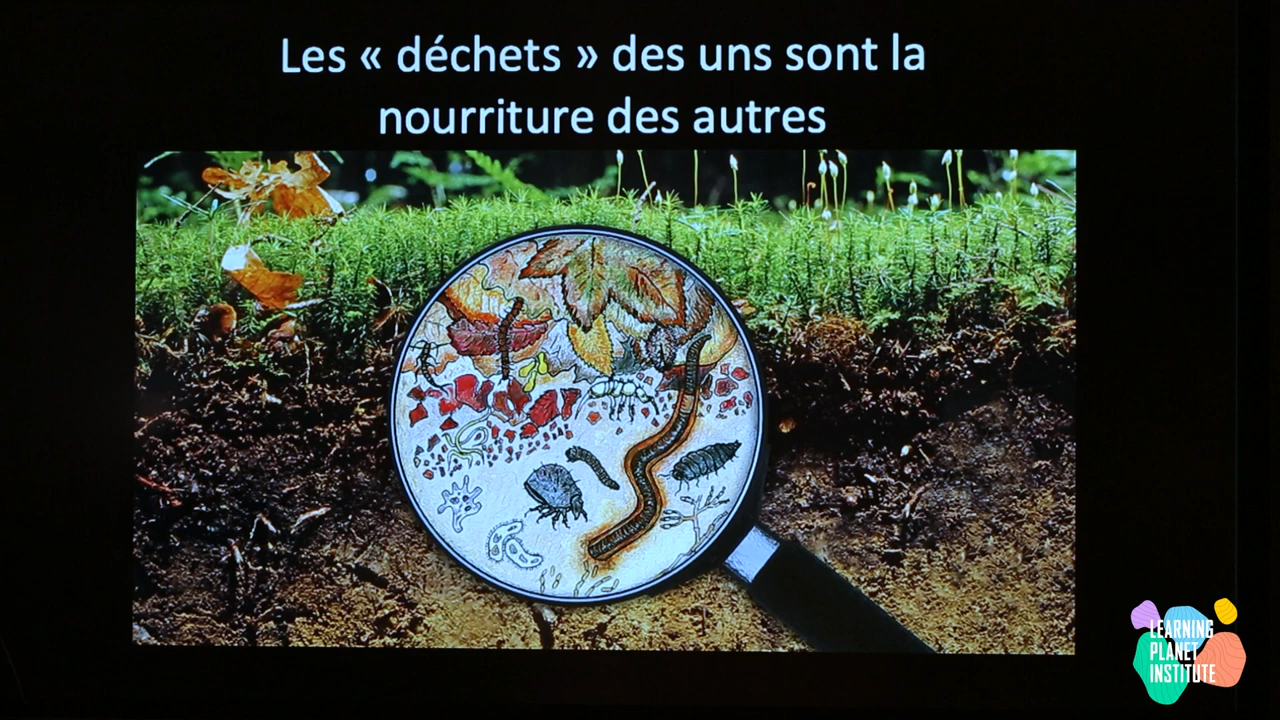 Les « déchets » des uns sont la
nourriture des autres
LEARNING
PLANET
INSTITUTE